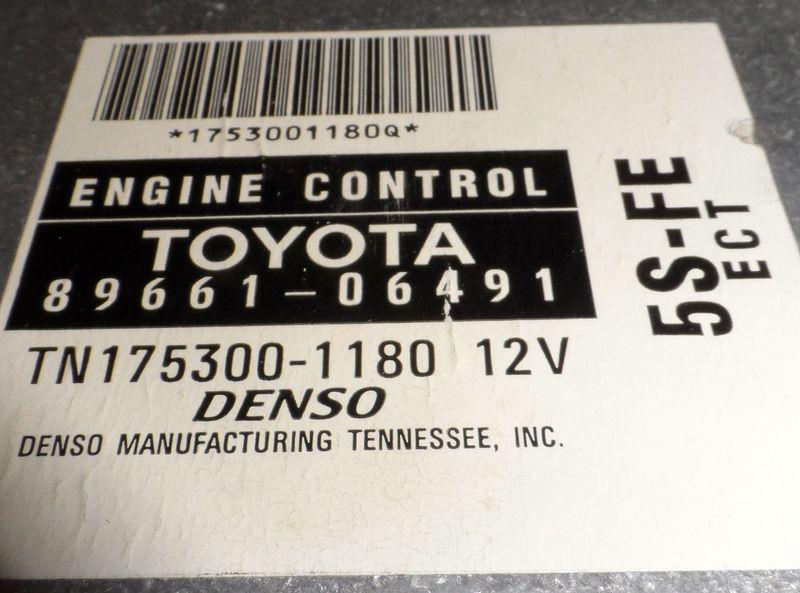 *1753001180Q*
ENGINE CONTROL
TOYOTA
89661-06491
TN175300-1180 12V
DENSO
DENSO MANUFACTURING TENNESSEE, INC.
5S-FE
ECT